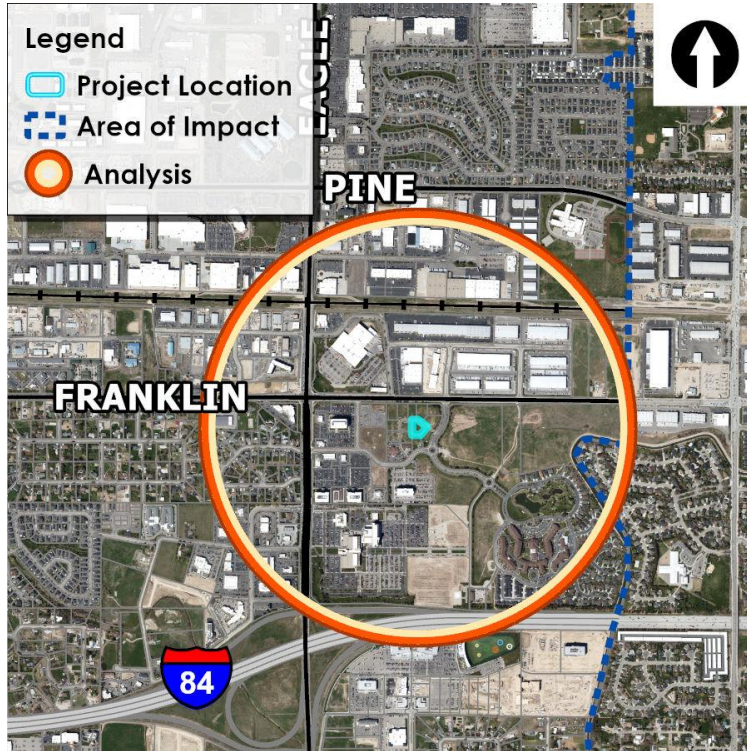 Legend
Project Location
Area of Impact
Analysis
EAGLE
PINE
FRANKLIN
84